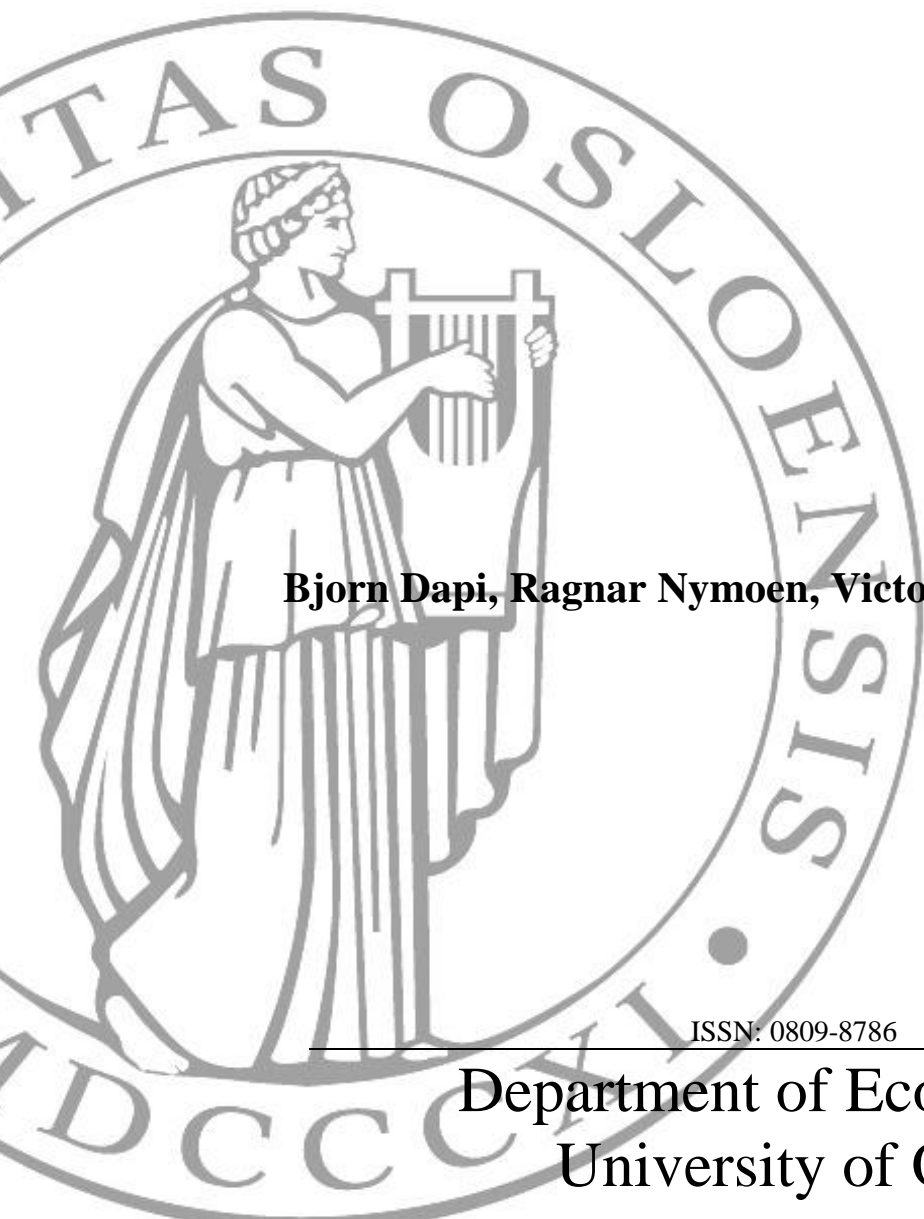 TAS OSLOENSIS
MDCCCXI
Bjorn Dapi, Ragnar Nymoen, Victo
ISSN: 0809-8786
Department of Eco
University of